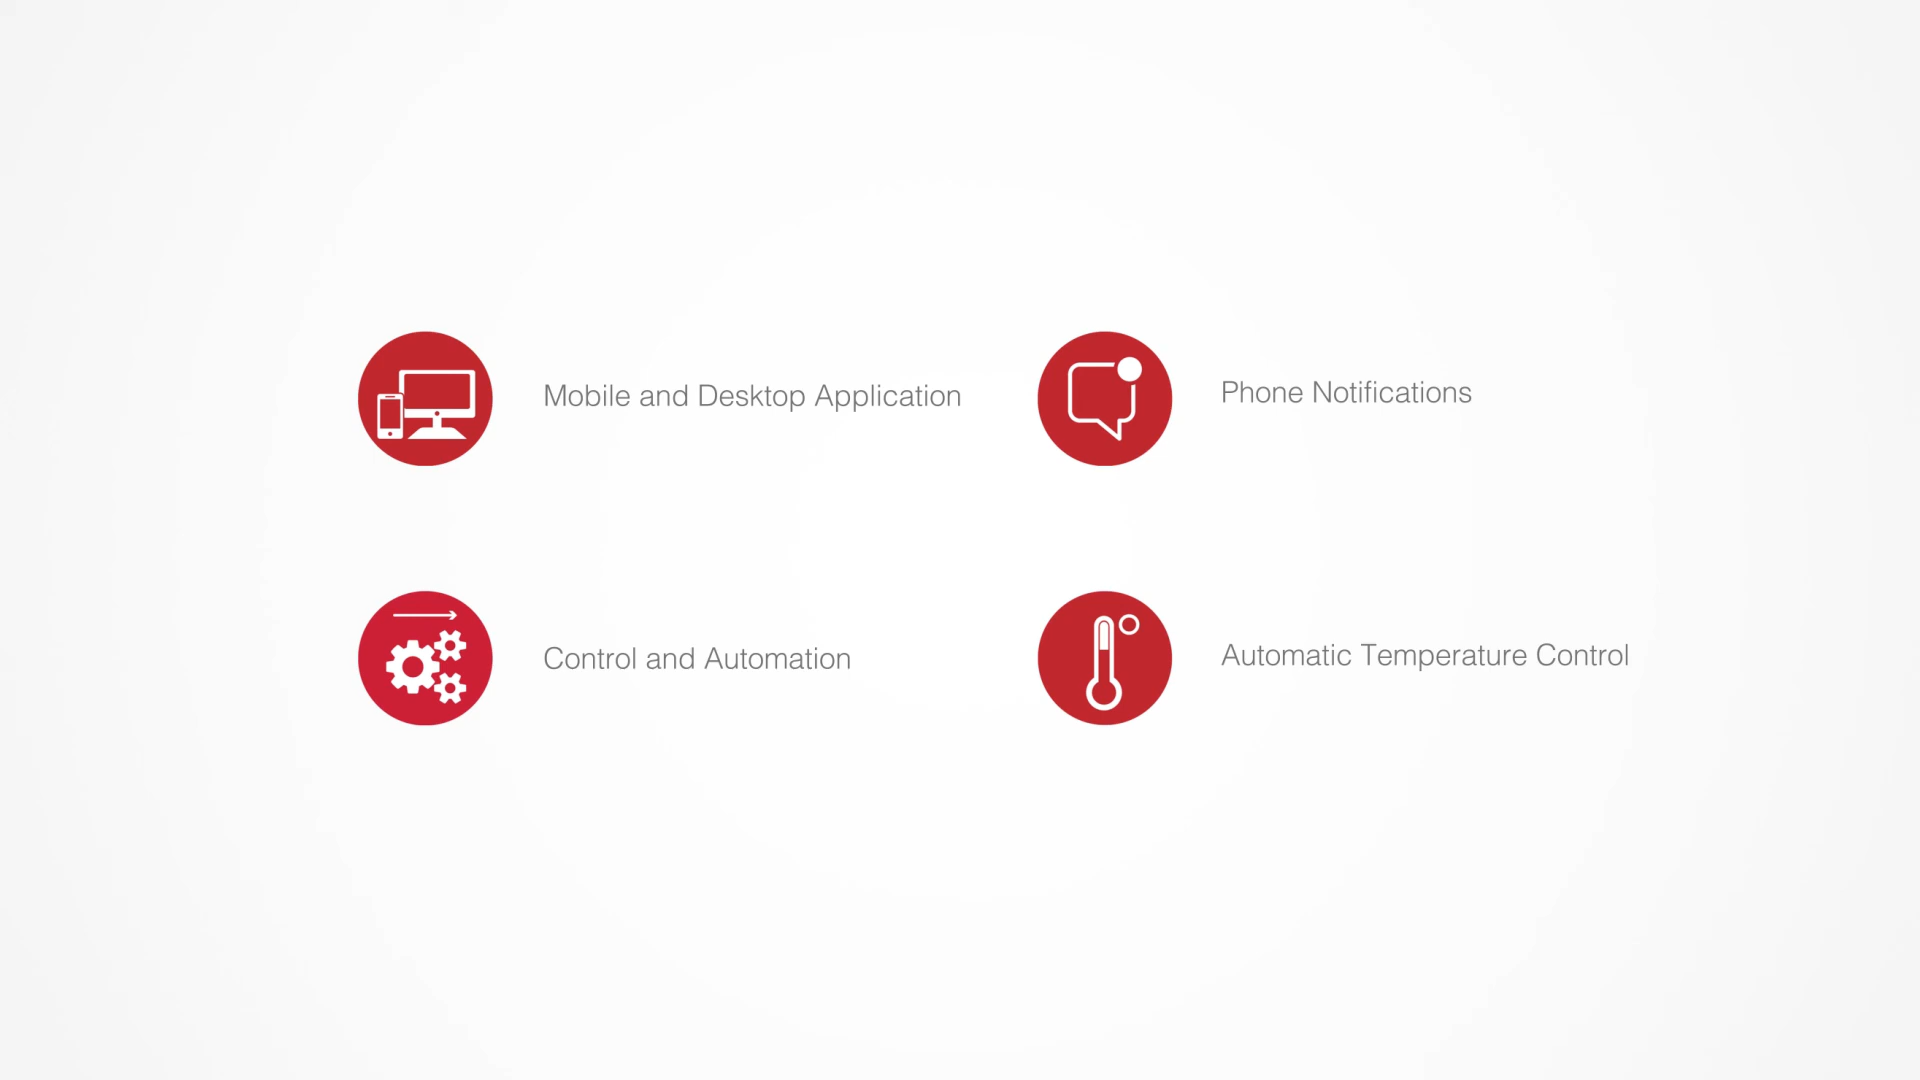 Mobile and Desktop Application
Phone Notifications
Control and Automation
Automatic Temperature Control